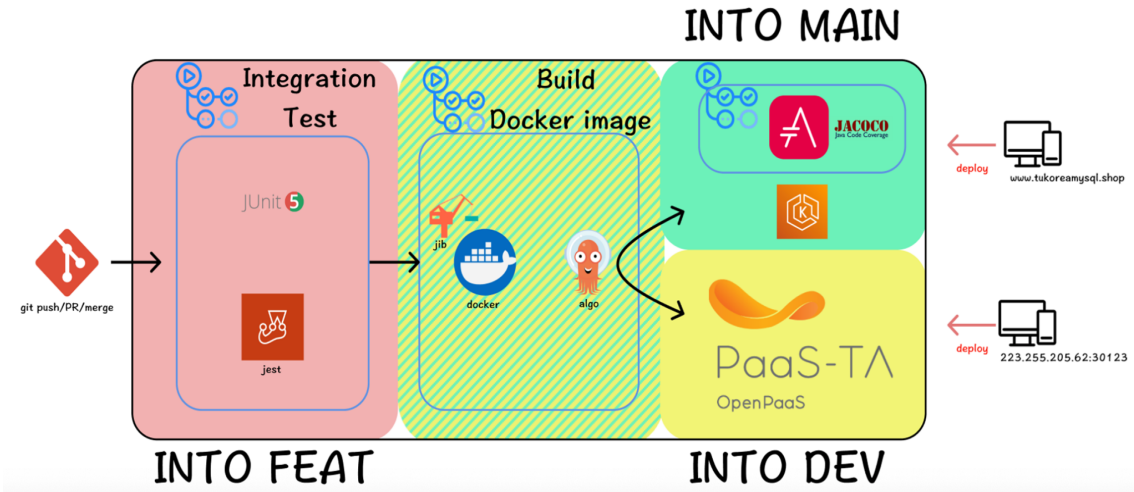 INTO MAIN
Integration
Test
Build
Docker image
JACOCO
Java Code Coverage
deploy
www.tukoreamysql.shop
JUnit 5
jib
K
git push/PR/merge
docker
algo
jest
PaaS-TA
OpenPaaS
deploy
223.255.205.62:30123
INTO FEAT
INTO DEV